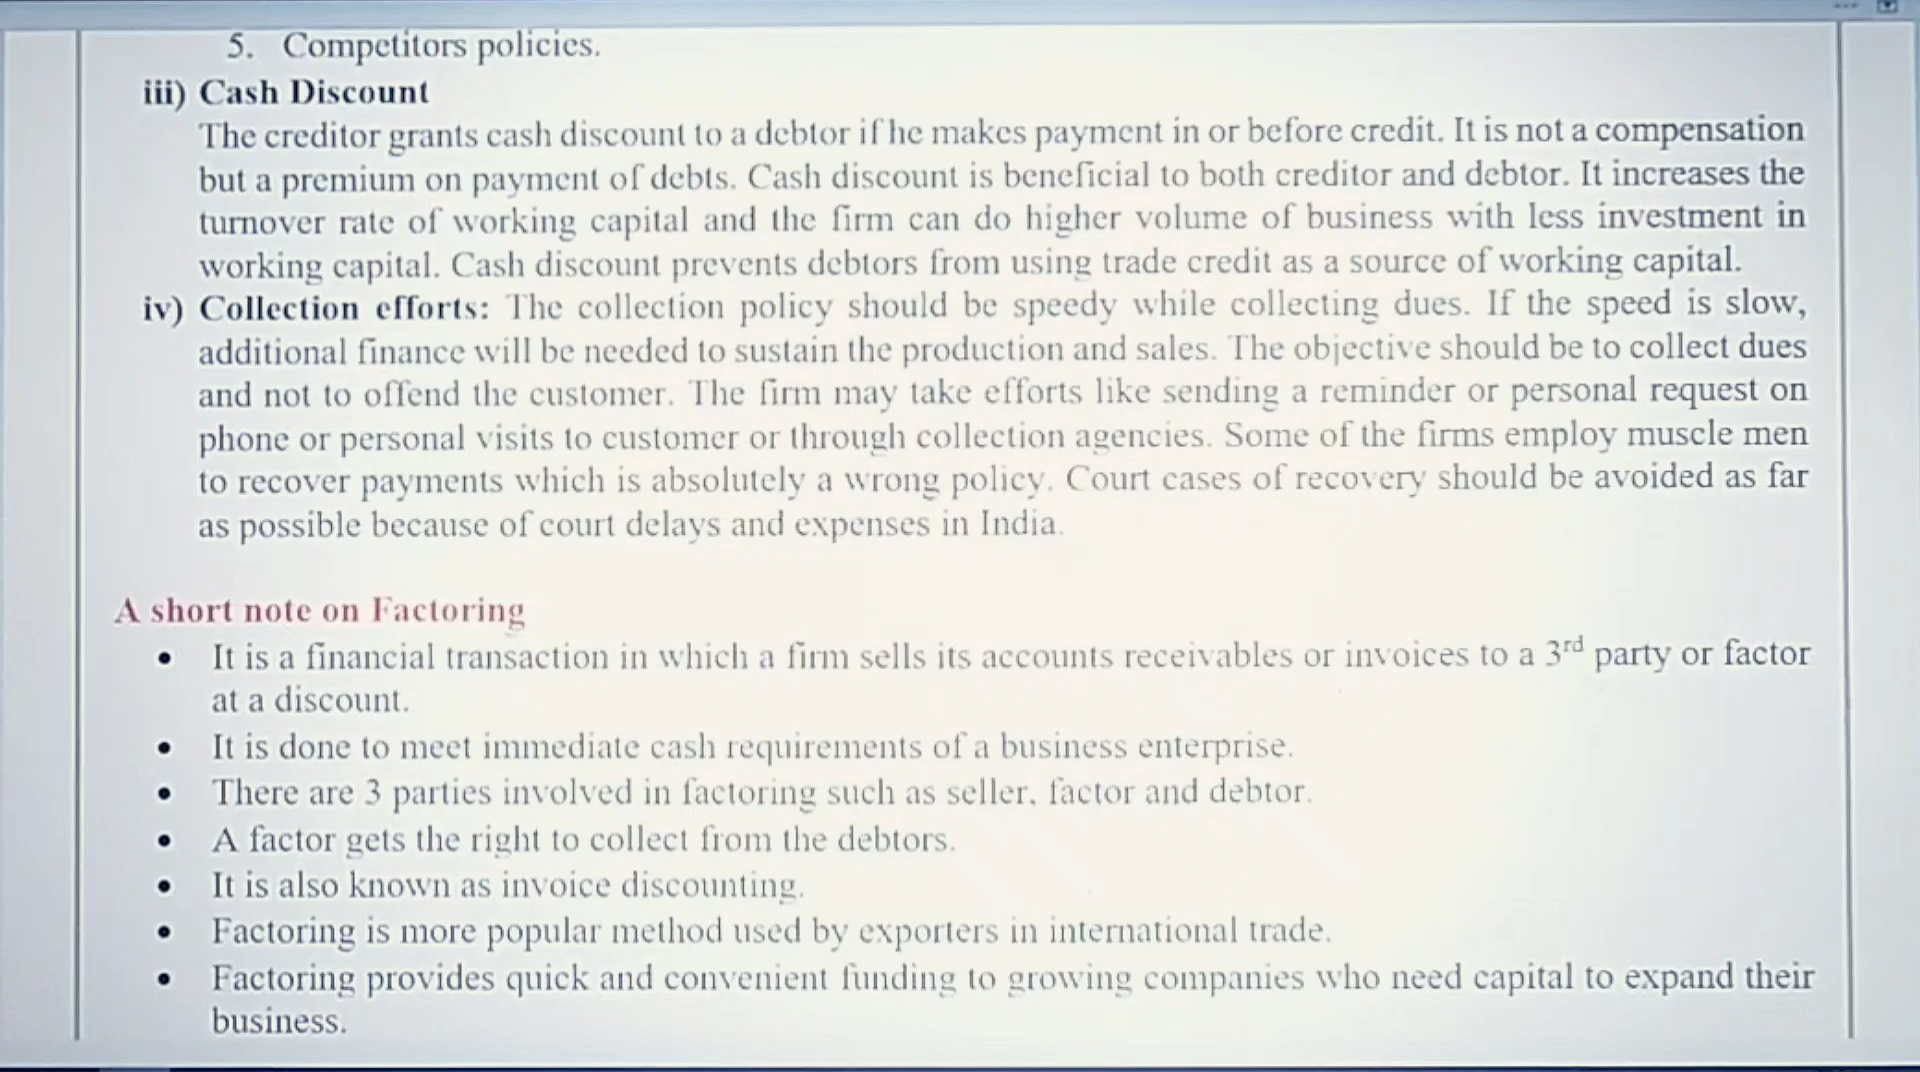 5. Competitors policies.
iii) Cash Discount
The creditor grants cash discount to a debtor if he makes payment in or before credit. It is not a compensation
but a premium on payment of debts. Cash discount is beneficial to both creditor and debtor. It increases the
turnover rate of working capital and the firm can do higher volume of business with less investment in
working capital. Cash discount prevents debtors from using trade credit as a source of working capital.
iv) Collection efforts: The collection policy should be speedy while collecting dues. If the speed is slow,
additional finance will be needed to sustain the production and sales. The objective should be to collect dues
and not to offend the customer. The firm may take efforts like sending a reminder or personal request on
phone or personal visits to customer or through collection agencies. Some of the firms employ muscle men
to recover payments which is absolutely a wrong policy. Court cases of recovery should be avoided as far
as possible because of court delays and expenses in India.
A short note on Factoring
• It is a financial transaction in which a firm sells its accounts receivables or invoices to a 3rd party or factor
at a discount.
• It is done to meet immediate cash requirements of a business enterprise.
• There are 3 parties involved in factoring such as seller, factor and debtor.
• A factor gets the right to collect from the debtors.
• It is also known as invoice discounting.
• Factoring is more popular method used by exporters in international trade.
• Factoring provides quick and convenient funding to growing companies who need capital to expand their
business.